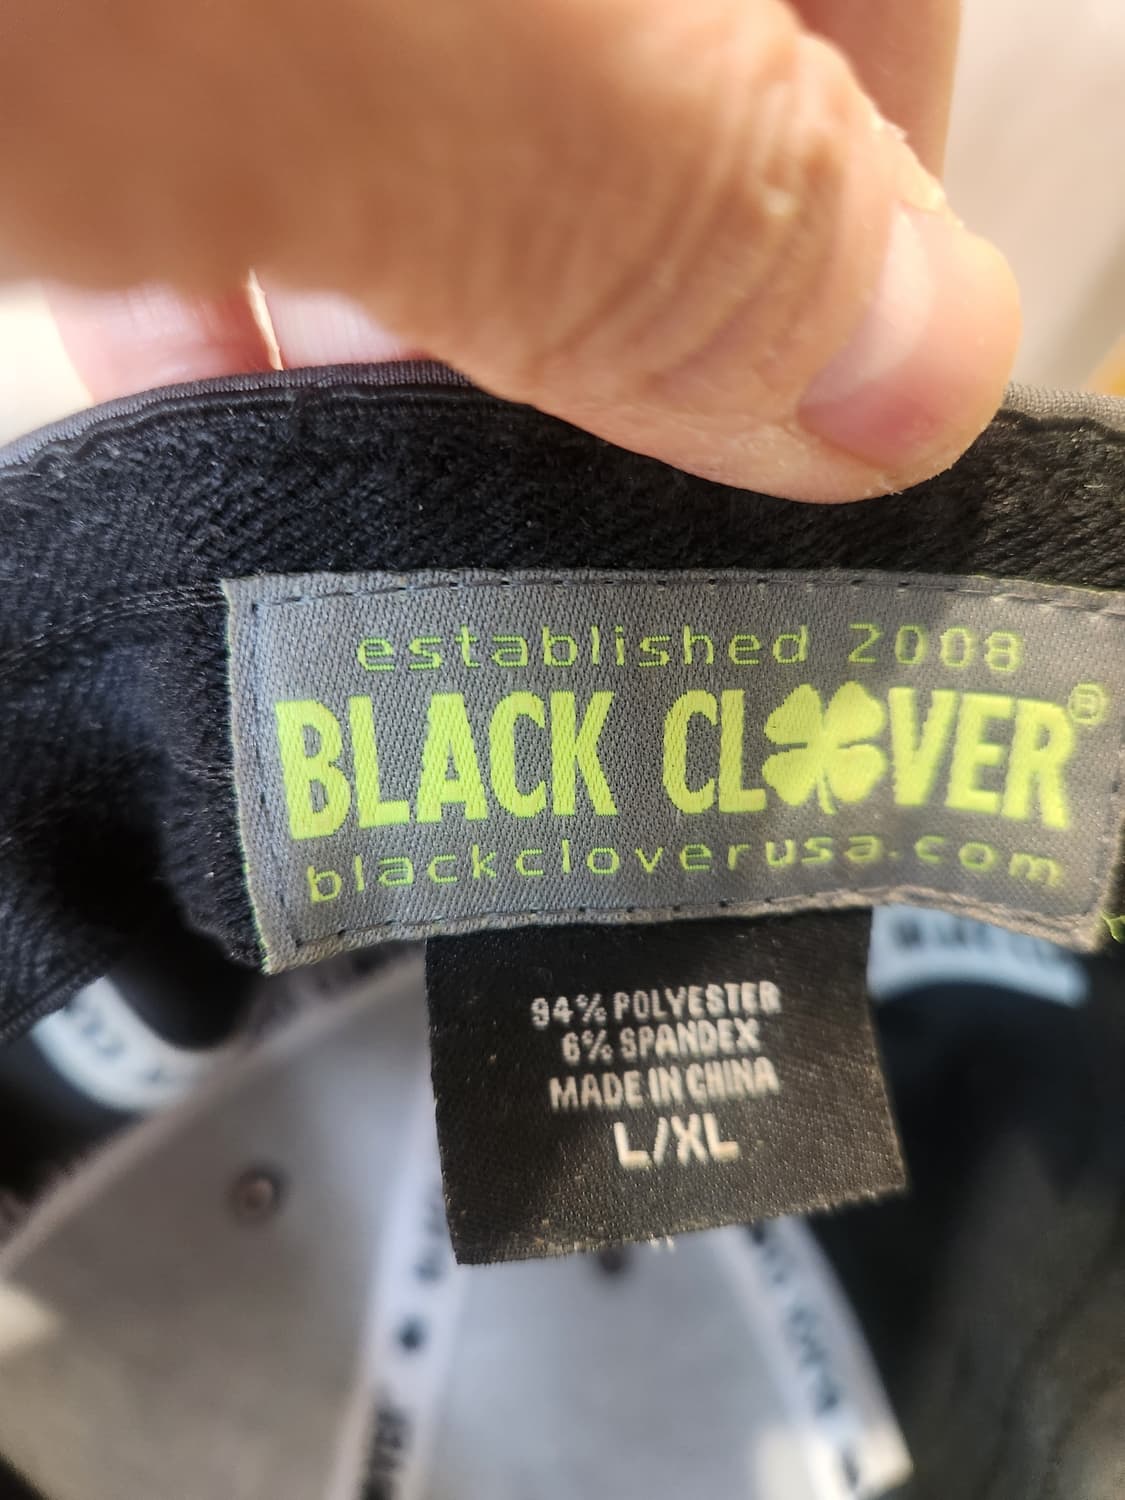 established 2008
BLACK CLOVER®
blackcloverusa.com
94% POLYESTER
6% SPANDEX
MADE IN CHINA
L/XL